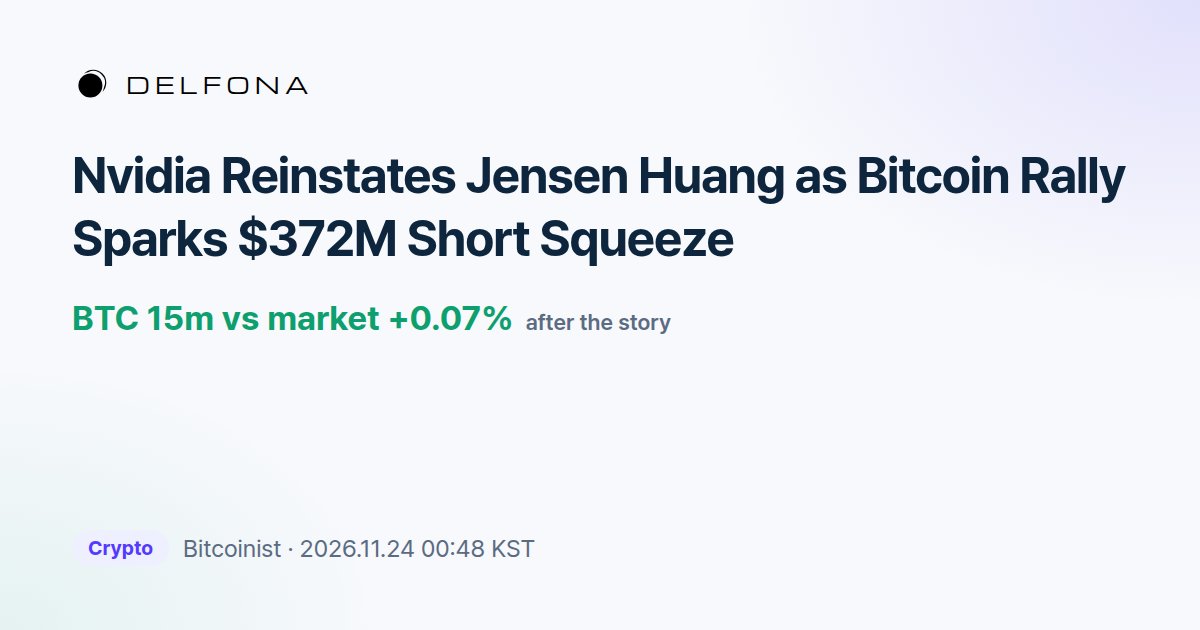 DELFONA
Nvidia Reinstates Jensen Huang as Bitcoin Rally
Sparks $372M Short Squeeze
BTC 15m vs market +0.07% after the story
Crypto Bitcoinist · 2026.11.24 00:48 KST